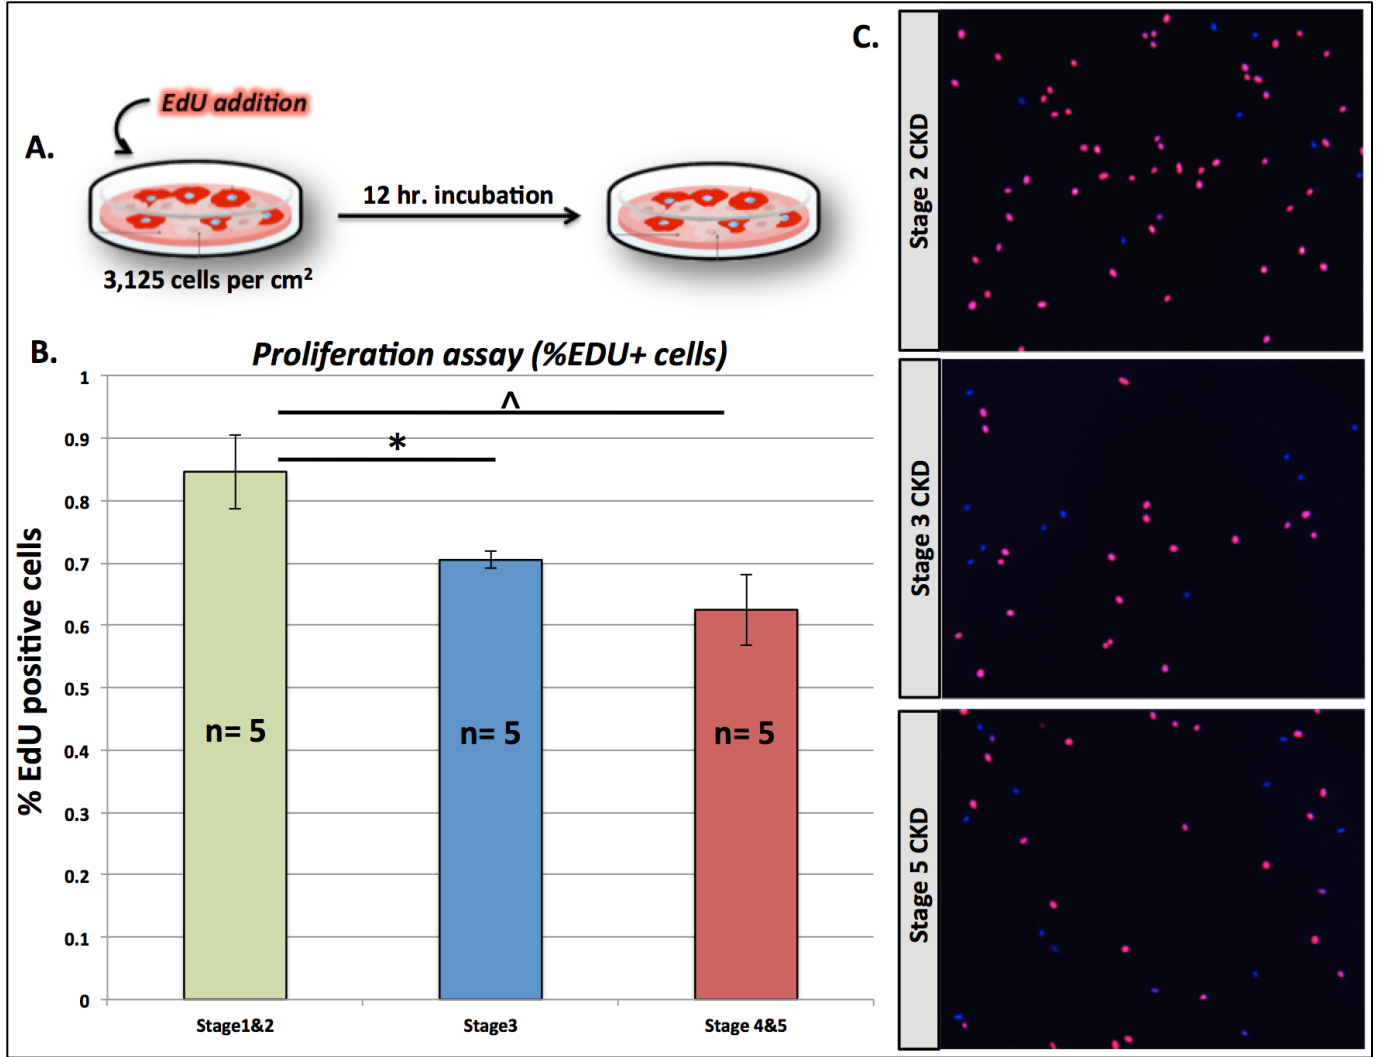 A.
EdU addition
12 hr. incubation
3,125 cells per cm²
B.
Proliferation assay (%EDU+ cells)
% EdU positive cells
1
0.9
0.8
0.7
0.6
0.5
0.4
0.3
0.2
0.1
0
^
*
n= 5
n= 5
n= 5
Stage1&2
Stage3
Stage 4&5
C.
Stage 2 CKD
Stage 3 CKD
Stage 5 CKD